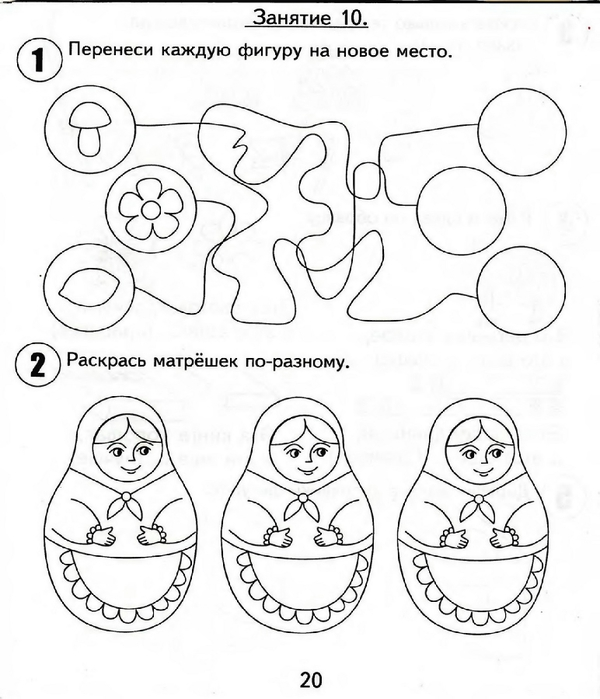 Занятие 10.
1 Перенеси каждую фигуру на новое место.
2 Раскрась матрёшек по-разному.
20